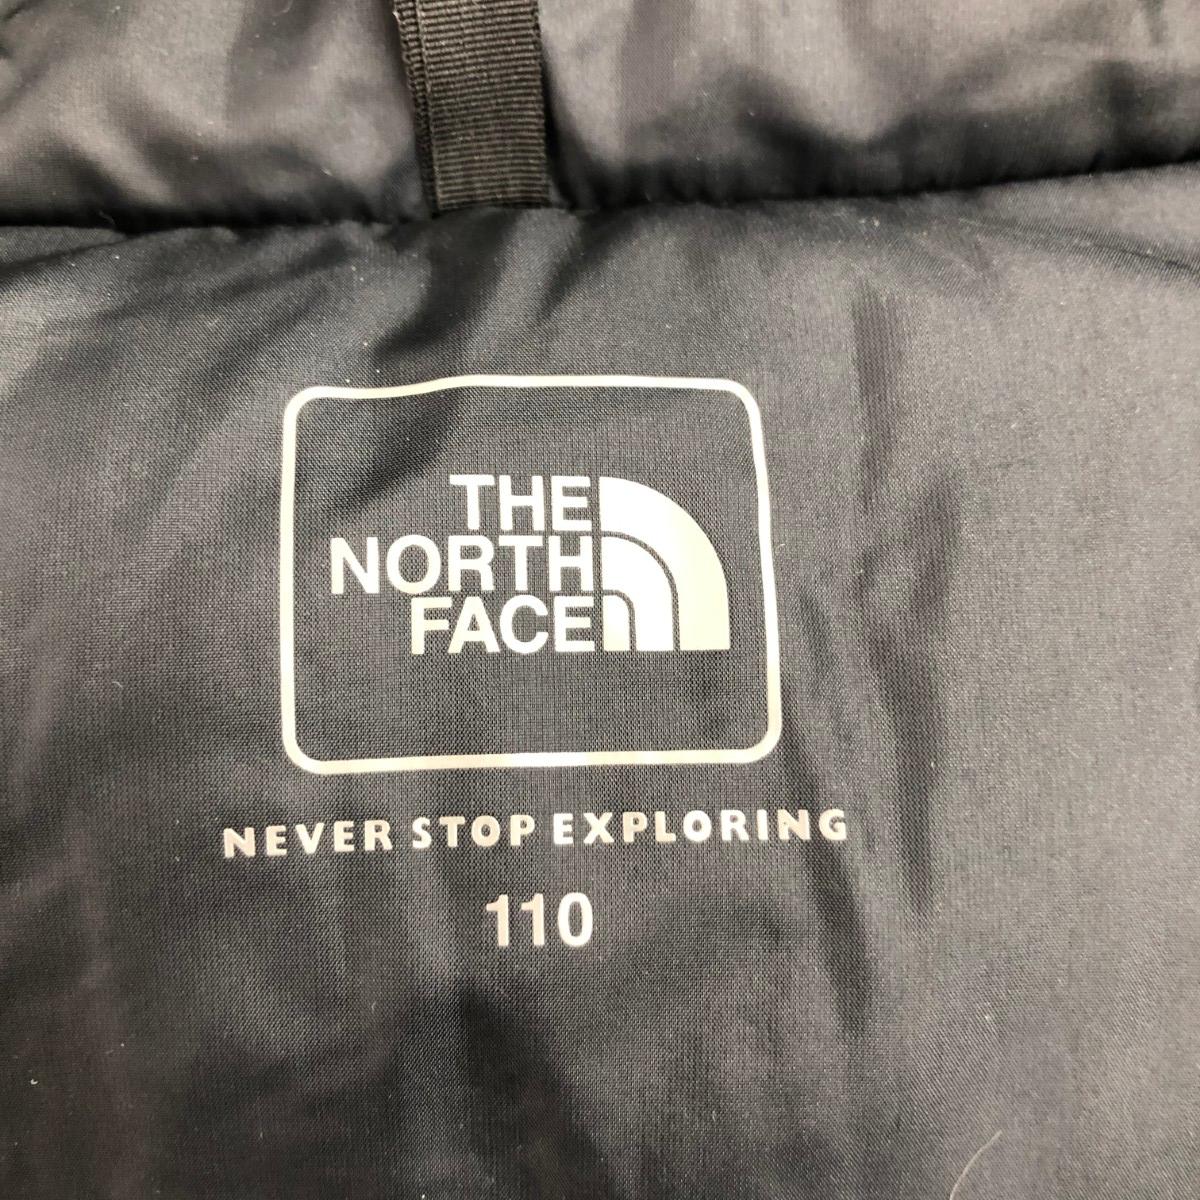 THE
NORTH
FACE
NEVER STOP EXPLORING
110